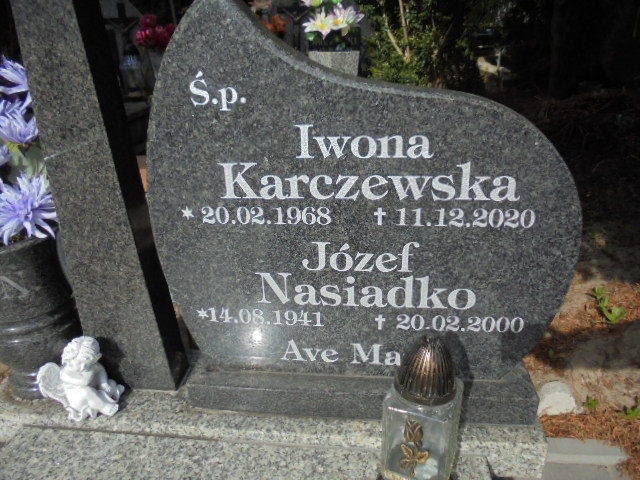 Ś.p.
Iwona
Karczewska
* 20.02.1968 † 11.12.2020
Józef
Nasiadko
*14.08.1941 † 20.02.2000
Ave Ma